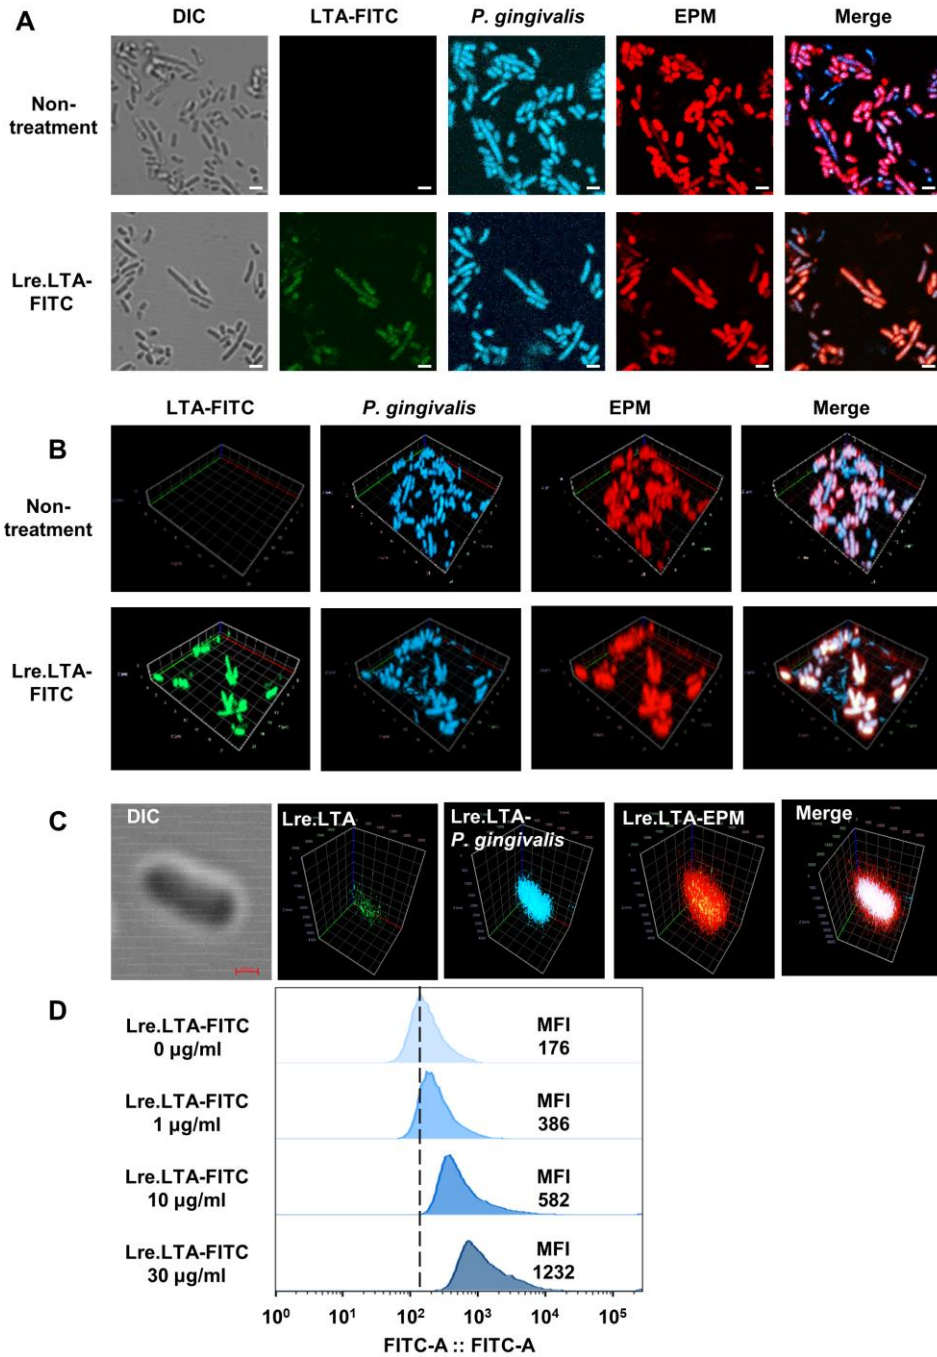 A
DIC
LTA-FITC
P. gingivalis
EPM
Merge
Non-
treatment
Lre.LTA-
FITC
B
LTA-FITC
P. gingivalis
EPM
Merge
Non-
treatment
Lre.LTA-
FITC
C
DIC
Lre.LTA
Lre.LTA-
P. gingivalis
Lre.LTA-EPM
Merge
D
Lre.LTA-FITC
0 µg/ml
MFI
176
Lre.LTA-FITC
1 µg/ml
MFI
386
Lre.LTA-FITC
10 µg/ml
MFI
582
Lre.LTA-FITC
30 µg/ml
MFI
1232
10⁰ 10¹ 10² 10³ 10⁴ 10⁵
FITC-A :: FITC-A